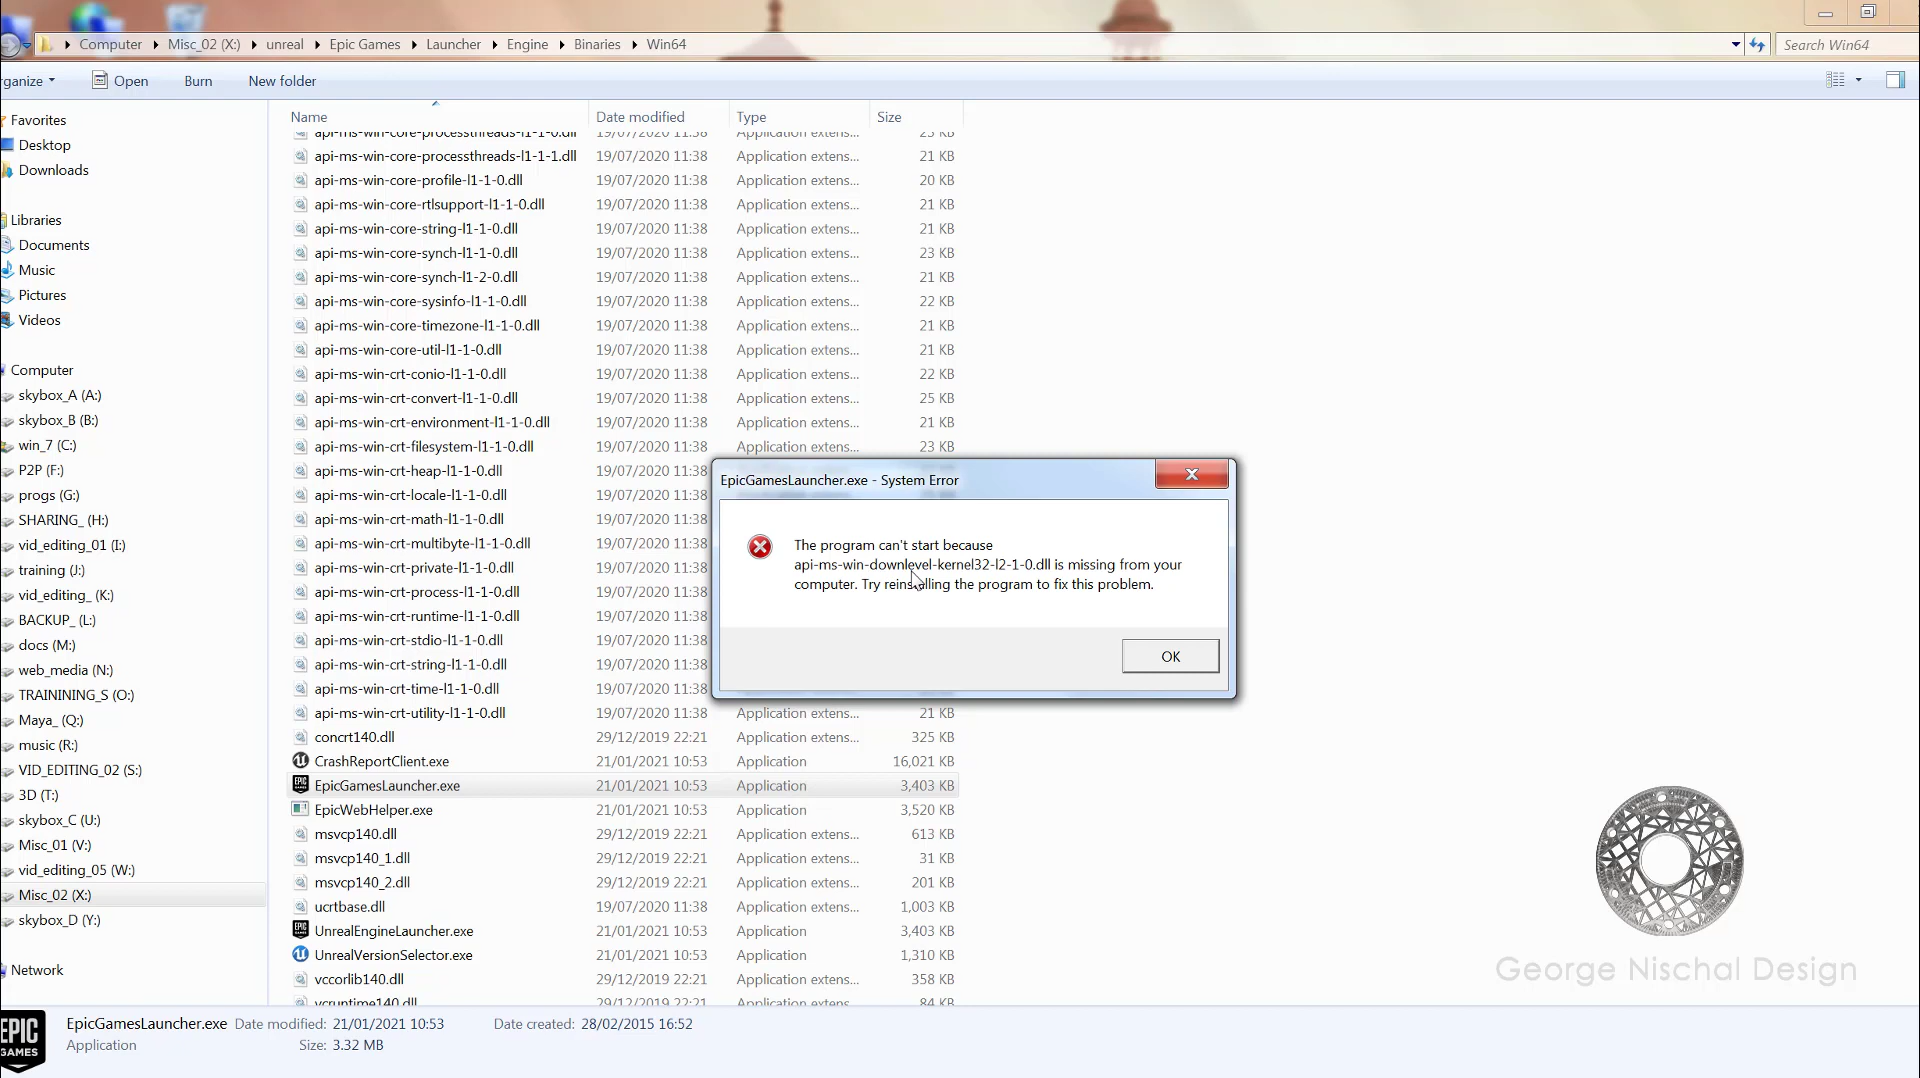 Computer Misc_02 (X:) unreal Epic Games Launcher Engine Binaries Win64
Search Win64
rganize Open Burn New folder
Name Date modified Type Size
Favorites
Desktop
Downloads
Libraries
Documents
Music
Pictures
Videos
Computer
skybox_A (A:)
skybox_B (B:)
win_7 (C:)
P2P (F:)
progs (G:)
SHARING_ (H:)
vid_editing_01 (I:)
training (J:)
vid_editing_ (K:)
BACKUP_ (L:)
docs (M:)
web_media (N:)
TRAININING_S (O:)
Maya_ (Q:)
music (R:)
VID_EDITING_02 (S:)
3D (T:)
skybox_C (U:)
Misc_01 (V:)
vid_editing_05 (W:)
Misc_02 (X:)
skybox_D (Y:)
Network
api-ms-win-core-processthreads-l1-1-0.dll 19/07/2020 11:38 Application extens... 23 KB
api-ms-win-core-processthreads-l1-1-1.dll 19/07/2020 11:38 Application extens... 21 KB
api-ms-win-core-profile-l1-1-0.dll 19/07/2020 11:38 Application extens... 20 KB
api-ms-win-core-rtlsupport-l1-1-0.dll 19/07/2020 11:38 Application extens... 21 KB
api-ms-win-core-string-l1-1-0.dll 19/07/2020 11:38 Application extens... 21 KB
api-ms-win-core-synch-l1-1-0.dll 19/07/2020 11:38 Application extens... 23 KB
api-ms-win-core-synch-l1-2-0.dll 19/07/2020 11:38 Application extens... 21 KB
api-ms-win-core-sysinfo-l1-1-0.dll 19/07/2020 11:38 Application extens... 22 KB
api-ms-win-core-timezone-l1-1-0.dll 19/07/2020 11:38 Application extens... 21 KB
api-ms-win-core-util-l1-1-0.dll 19/07/2020 11:38 Application extens... 21 KB
api-ms-win-crt-conio-l1-1-0.dll 19/07/2020 11:38 Application extens... 22 KB
api-ms-win-crt-convert-l1-1-0.dll 19/07/2020 11:38 Application extens... 25 KB
api-ms-win-crt-environment-l1-1-0.dll 19/07/2020 11:38 Application extens... 21 KB
api-ms-win-crt-filesystem-l1-1-0.dll 19/07/2020 11:38 Application extens... 23 KB
api-ms-win-crt-heap-l1-1-0.dll 19/07/2020 11:38
api-ms-win-crt-locale-l1-1-0.dll 19/07/2020 11:38
api-ms-win-crt-math-l1-1-0.dll 19/07/2020 11:38
api-ms-win-crt-multibyte-l1-1-0.dll 19/07/2020 11:38
api-ms-win-crt-private-l1-1-0.dll 19/07/2020 11:38
api-ms-win-crt-process-l1-1-0.dll 19/07/2020 11:38
api-ms-win-crt-runtime-l1-1-0.dll 19/07/2020 11:38
api-ms-win-crt-stdio-l1-1-0.dll 19/07/2020 11:38
api-ms-win-crt-string-l1-1-0.dll 19/07/2020 11:38
api-ms-win-crt-time-l1-1-0.dll 19/07/2020 11:38
api-ms-win-crt-utility-l1-1-0.dll 19/07/2020 11:38 Application extens... 21 KB
concrt140.dll 29/12/2019 22:21 Application extens... 325 KB
CrashReportClient.exe 21/01/2021 10:53 Application 16,021 KB
EpicGamesLauncher.exe 21/01/2021 10:53 Application 3,403 KB
EpicWebHelper.exe 21/01/2021 10:53 Application 3,520 KB
msvcp140.dll 29/12/2019 22:21 Application extens... 613 KB
msvcp140_1.dll 29/12/2019 22:21 Application extens... 31 KB
msvcp140_2.dll 29/12/2019 22:21 Application extens... 201 KB
ucrtbase.dll 19/07/2020 11:38 Application extens... 1,003 KB
UnrealEngineLauncher.exe 21/01/2021 10:53 Application 3,403 KB
UnrealVersionSelector.exe 21/01/2021 10:53 Application 1,310 KB
vccorlib140.dll 29/12/2019 22:21 Application extens... 358 KB
vcruntime140.dll 29/12/2019 22:21 Application extens... 84 KB
EpicGamesLauncher.exe - System Error
The program can't start because
api-ms-win-downlevel-kernel32-l2-1-0.dll is missing from your
computer. Try reinstalling the program to fix this problem.
OK
George Nischal Design
EPIC
GAMES
EpicGamesLauncher.exe Date modified: 21/01/2021 10:53 Date created: 28/02/2015 16:52
Application Size: 3.32 MB